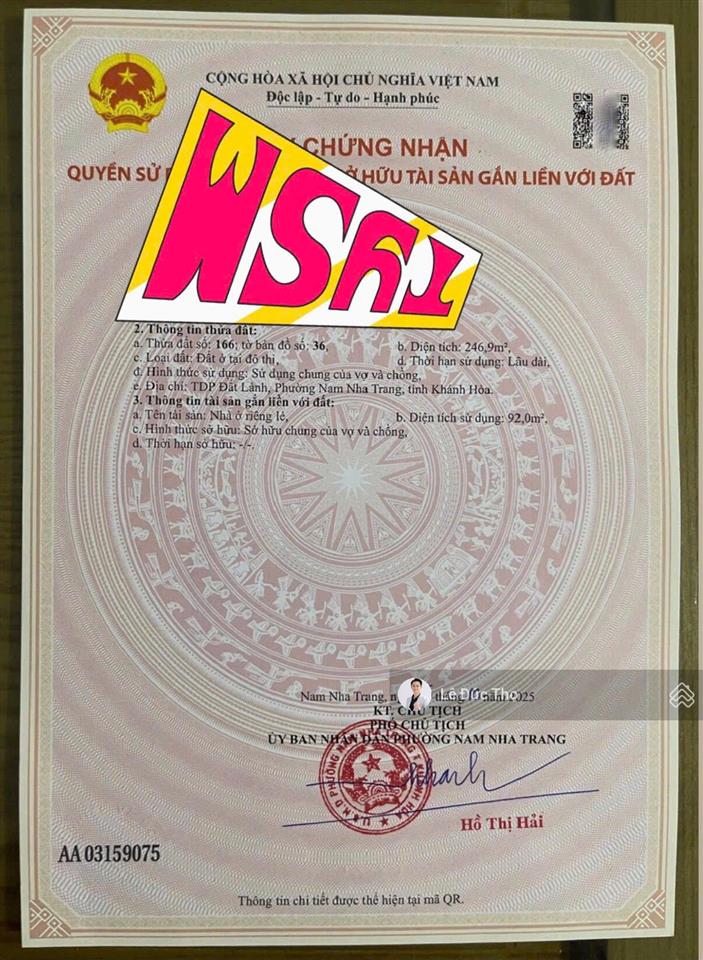 CỘNG HÒA XÃ HỘI CHỦ NGHĨA VIỆT NAM
Độc lập - Tự do - Hạnh phúc
CHỨNG NHẬN
QUYỀN SỬ HỮU TÀI SẢN GẮN LIỀN VỚI ĐẤT
WSAI
2. Thông tin thửa đất:
a. Thửa đất số: 166; tờ bản đồ số: 36, b. Diện tích: 246,9m²,
c. Loại đất: Đất ở tại đô thị, d. Thời hạn sử dụng: Lâu dài,
đ. Hình thức sử dụng: Sử dụng chung của vợ và chồng,
e. Địa chỉ: TDP Đất Lành, Phường Nam Nha Trang, tỉnh Khánh Hòa.
3. Thông tin tài sản gắn liền với đất:
a. Tên tài sản: Nhà ở riêng lẻ, b. Diện tích sử dụng: 92,0m²,
c. Hình thức sở hữu: Sở hữu chung của vợ và chồng,
d. Thời hạn sở hữu: -/-.
Nam Nha Trang, tháng năm 2025
Lê Đức Thọ
KT. CHỦ TỊCH
PHÓ CHỦ TỊCH
ỦY BAN NHÂN DÂN PHƯỜNG NAM NHA TRANG
Hồ Thị Hải
AA 03159075
Thông tin chi tiết được thể hiện tại mã QR.